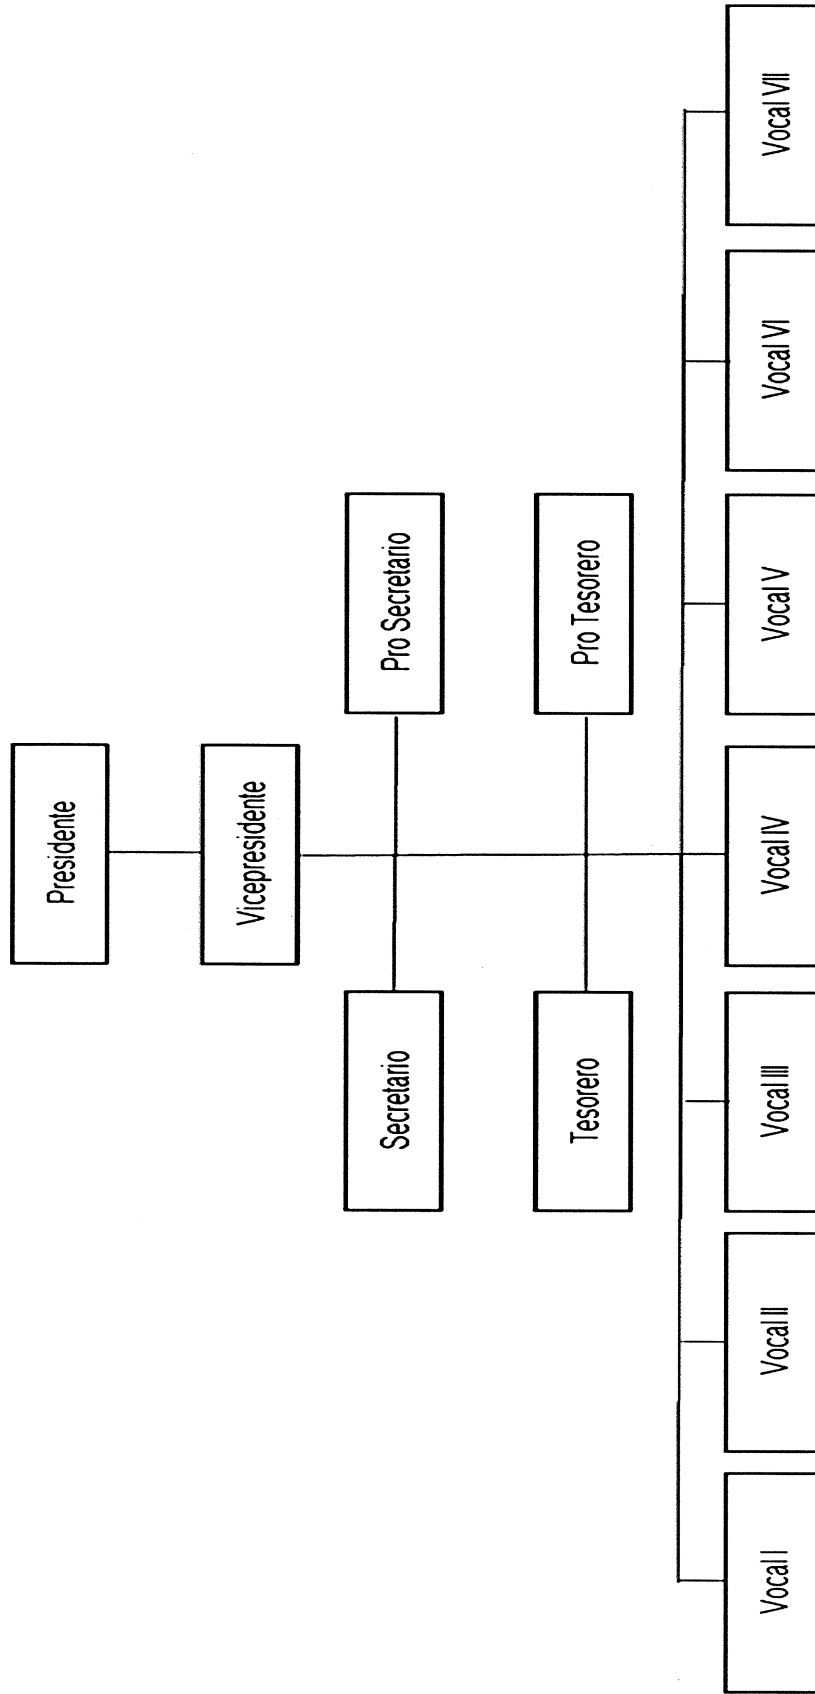 Presidente
Vicepresidente
Secretario
Pro Secretario
Tesorero
Pro Tesorero
Vocal I
Vocal II
Vocal III
Vocal IV
Vocal V
Vocal VI
Vocal VII